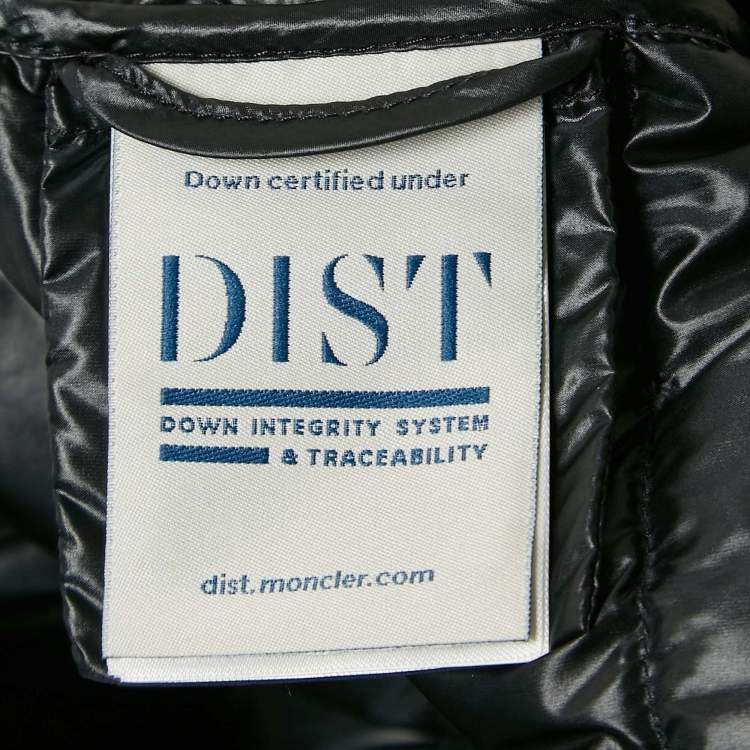 Down certified under
DIST
DOWN INTEGRITY SYSTEM
& TRACEABILITY
dist.moncler.com